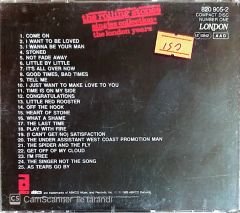 the rolling stones
singles collection
the london years
820 905-2
COMPACT DISC
NUMBER ONE
LONDON
AAD
150
1 COME ON
2 I WANT TO BE LOVED
3 I WANNA BE YOUR MAN
4 STONED
5 NOT FADE AWAY
6 LITTLE BY LITTLE
7 IT'S ALL OVER NOW
8 GOOD TIMES, BAD TIMES
9 TELL ME
10 I JUST WANT TO MAKE LOVE TO YOU
11 TIME IS ON MY SIDE
12 CONGRATULATIONS
13 LITTLE RED ROOSTER
14 OFF THE HOOK
15 HEART OF STONE
16 WHAT A SHAME
17 THE LAST TIME
18 PLAY WITH FIRE
19 (I CAN'T GET NO) SATISFACTION
20 THE UNDER ASSISTANT WEST COAST PROMOTION MAN
21 THE SPIDER AND THE FLY
22 GET OFF OF MY CLOUD
23 I'M FREE
24 THE SINGER NOT THE SONG
25 AS TEARS GO BY
abkco
CS CamScanner ile tarandı